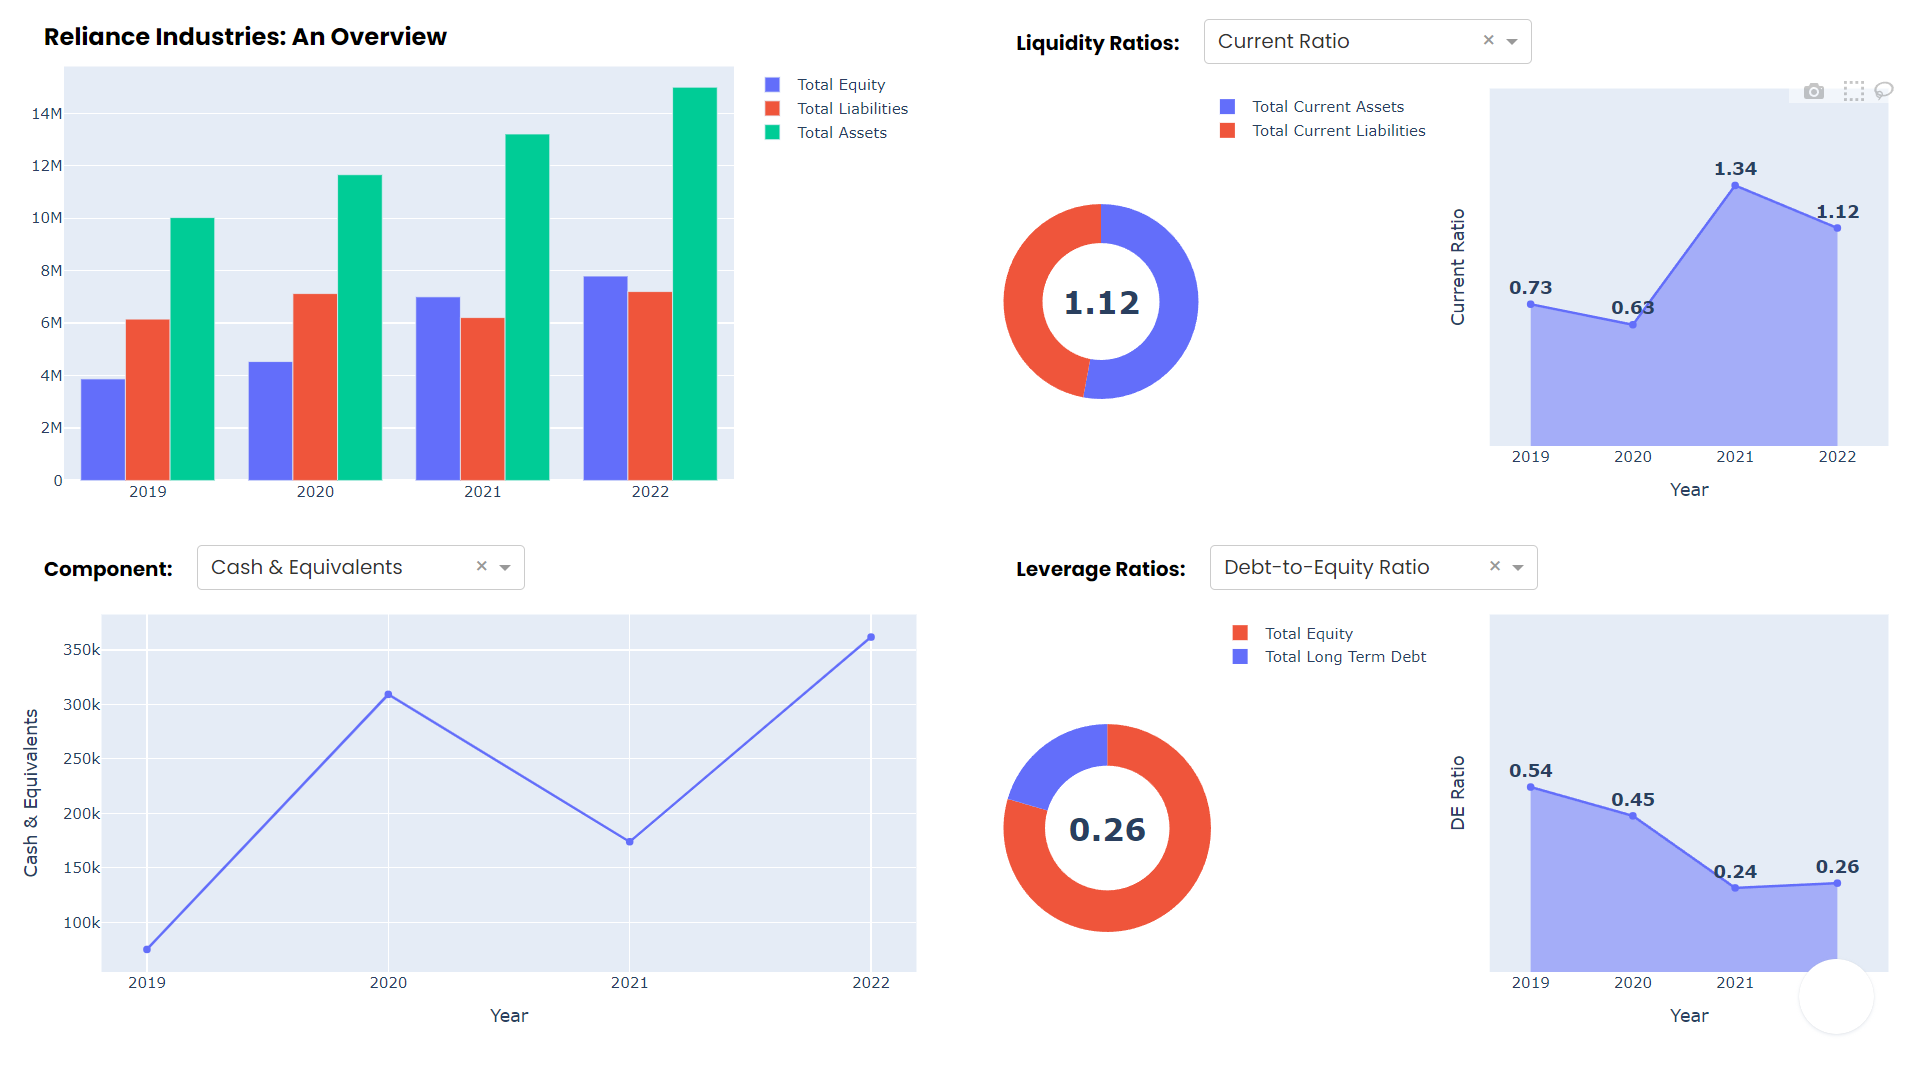 Reliance Industries: An Overview
14M
12M
10M
8M
6M
4M
2M
0
2019 2020 2021 2022
Total Equity
Total Liabilities
Total Assets
Liquidity Ratios: Current Ratio ×
Total Current Assets
Total Current Liabilities
1.12
Current Ratio
0.73 0.63 1.34 1.12
2019 2020 2021 2022
Year
Component: Cash & Equivalents ×
Cash & Equivalents
350k
300k
250k
200k
150k
100k
2019 2020 2021 2022
Year
Leverage Ratios: Debt-to-Equity Ratio ×
Total Equity
Total Long Term Debt
0.26
DE Ratio
0.54 0.45 0.24 0.26
2019 2020 2021
Year